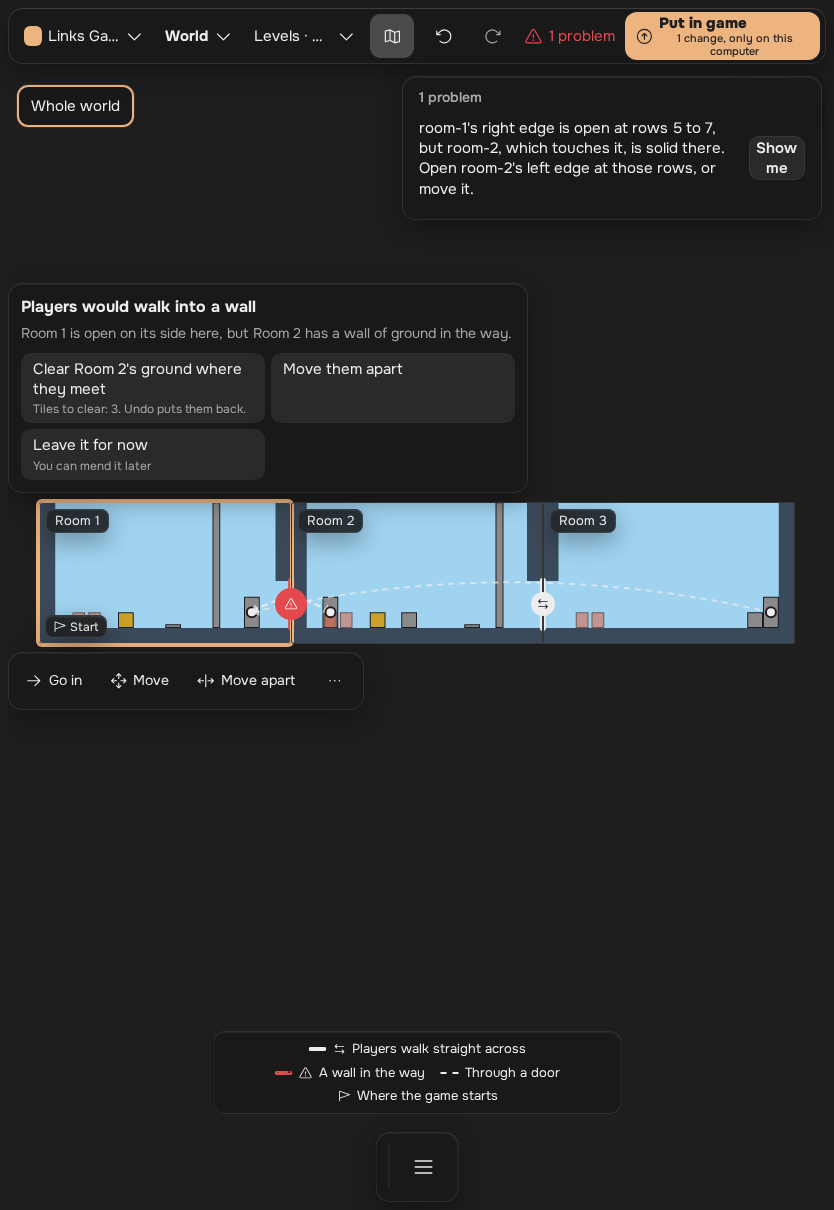 Links Ga...
World
Levels · ...
1 problem
Put in game
1 change, only on this
computer
Whole world
1 problem
room-1's right edge is open at rows 5 to 7,
but room-2, which touches it, is solid there.
Open room-2's left edge at those rows, or
move it.
Show
me
Players would walk into a wall
Room 1 is open on its side here, but Room 2 has a wall of ground in the way.
Clear Room 2's ground where
they meet
Tiles to clear: 3. Undo puts them back.
Move them apart
Leave it for now
You can mend it later
Room 1
Room 2
Room 3
Start
Go in
Move
Move apart
...
Players walk straight across
A wall in the way
Through a door
Where the game starts